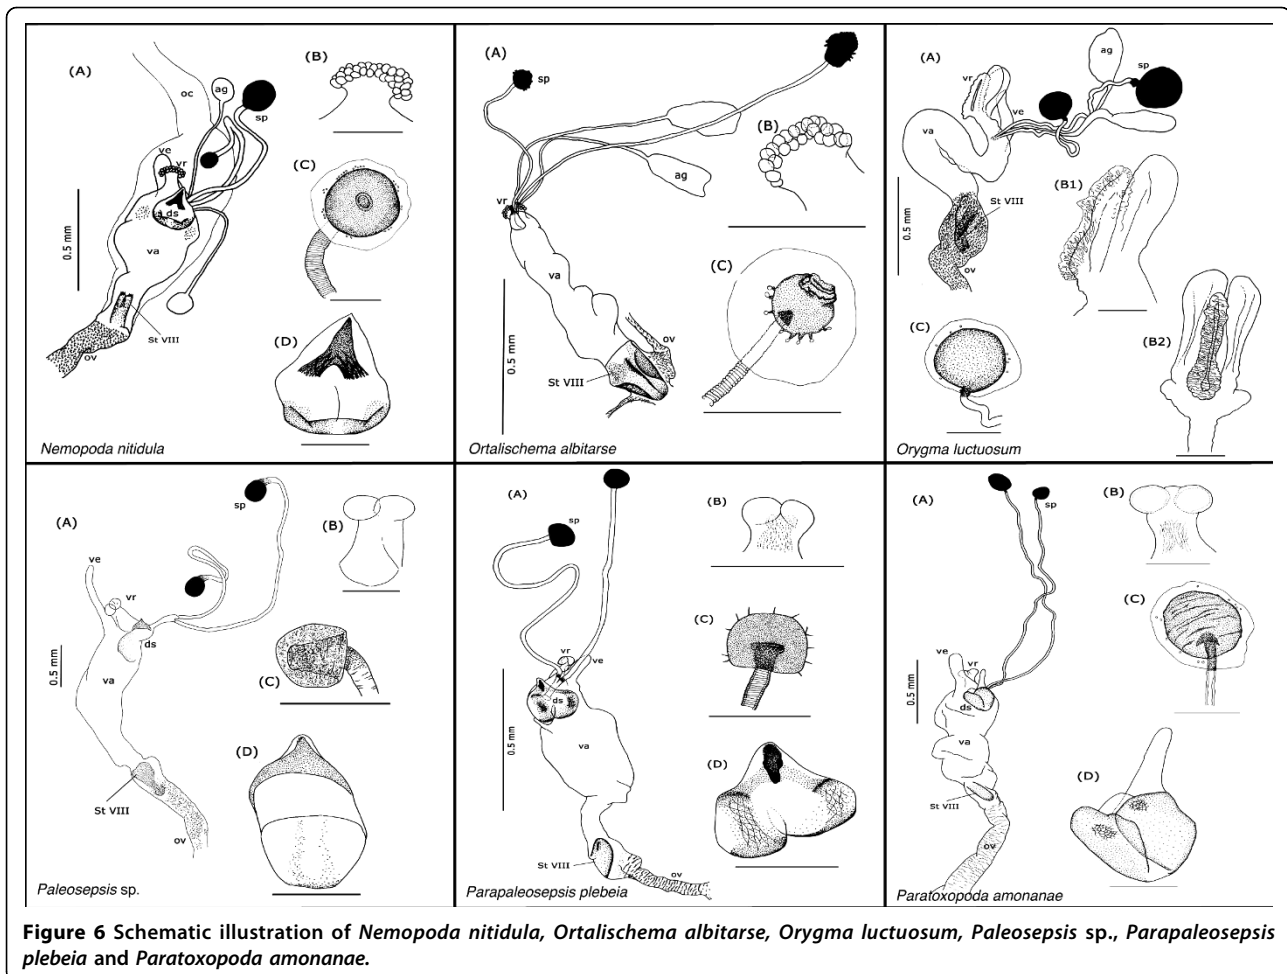 (A)
oc
ag
sp
ve
vr
ds
va
0.5 mm
St VIII
ov
(B)
(C)
(D)
Nemopoda nitidula
(A)
sp
(B)
ag
vr
va
(C)
0.5 mm
ov
St VIII
Ortalischema albitarse
(A)
ag
vr
sp
ve
va
(B1)
0.5 mm
St VIII
ov
(C)
(B2)
Orygma luctuosum
(A)
sp
(B)
ve
vr
ds
0.5 mm
va
(C)
(D)
St VIII
ov
Paleosepsis sp.
(A)
sp
(B)
(C)
vr
ve
ds
0.5 mm
va
(D)
St VIII
ov
Parapaleosepsis plebeia
(A)
sp
(B)
(C)
ve
vr
ds
0.5 mm
va
(D)
St VIII
ov
Paratoxopoda amonanae
Figure 6 Schematic illustration of Nemopoda nitidula, Ortalischema albitarse, Orygma luctuosum, Paleosepsis sp., Parapaleosepsis
plebeia and Paratoxopoda amonanae.